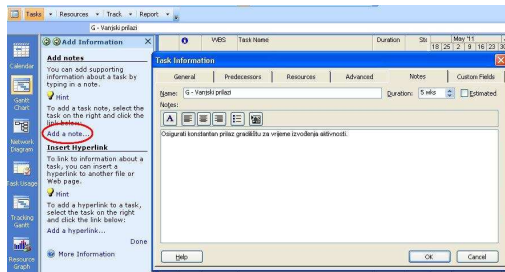 Tasks Resources Track Report
G - Vanjski prilazi
Add Information
WBS Task Name Duration May '11
18 25 2 9 16 23 30
Calendar
Gantt Chart
Network Diagram
Task Usage
Tracking Gantt
Resource Graph
Add notes
You can add supporting
information about a task by
typing in a note.
Hint
To add a task note, select the
task on the right and click the
link below:
Add a note...
Insert Hyperlink
To link to information about a
task, you can insert a
hyperlink to another file or
Web page.
Hint
To add a hyperlink to a task,
select the task on the right
and click the link below:
Add a hyperlink...
Done
More Information
Task Information
General Predecessors Resources Advanced Notes Custom Fields
Name: G - Vanjski prilazi Duration: 5 wks Estimated
Notes:
A
Osigurati konstantan prilaz gradilištu za vrijeme izvođenja aktivnosti.
Help OK Cancel